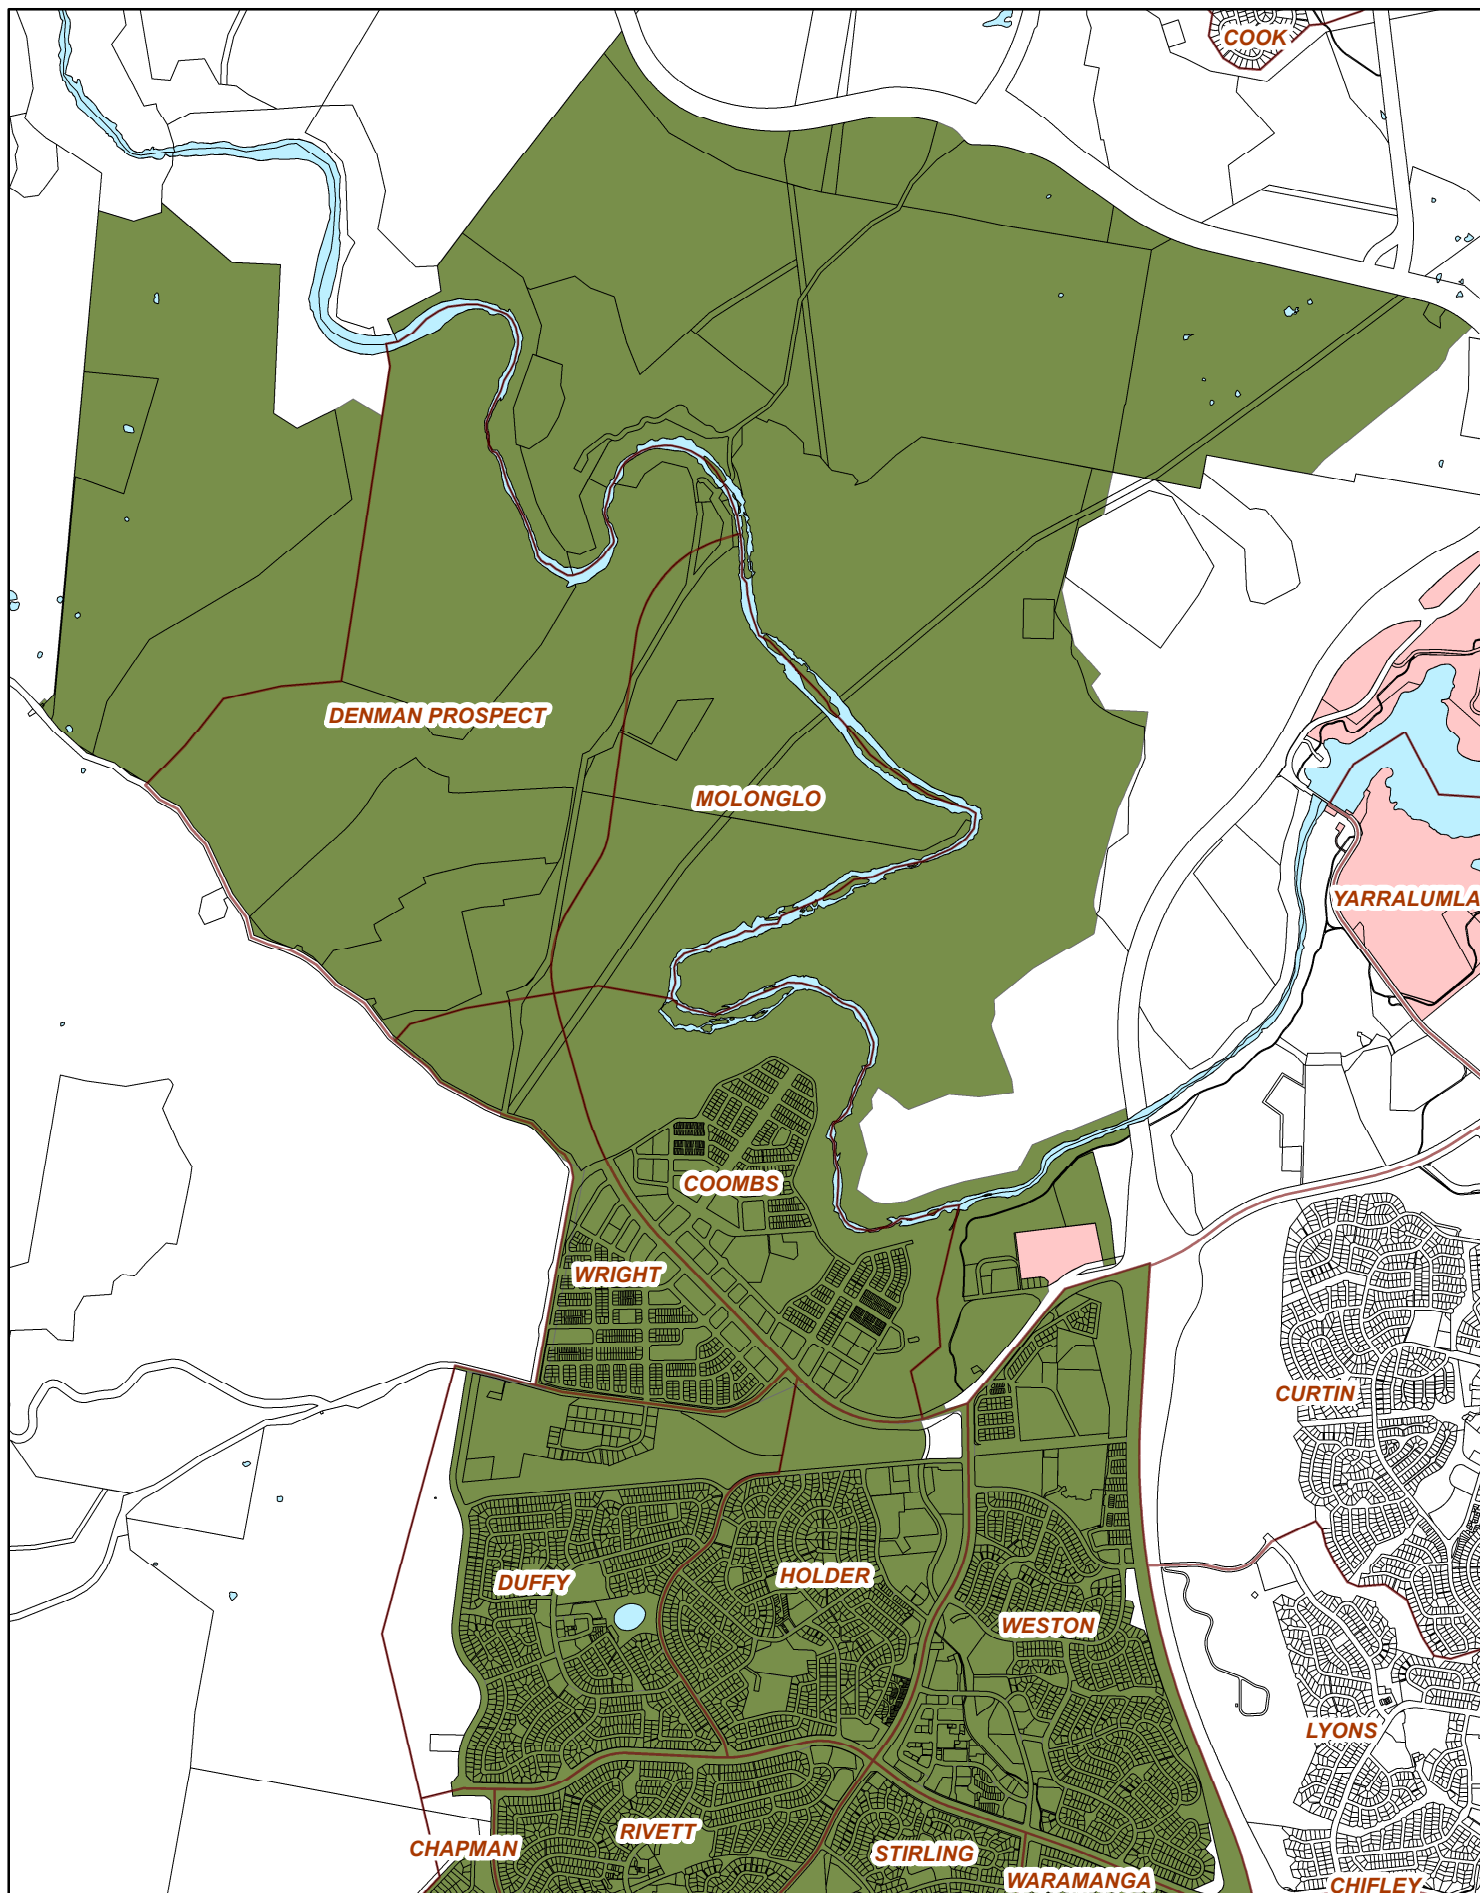 COOK
DENMAN PROSPECT
MOLONGLO
YARRALUMLA
COOMBS
WRIGHT
CURTIN
DUFFY
HOLDER
WESTON
LYONS
RIVETT
CHAPMAN
STIRLING
WARAMANGA
CHIFLEY